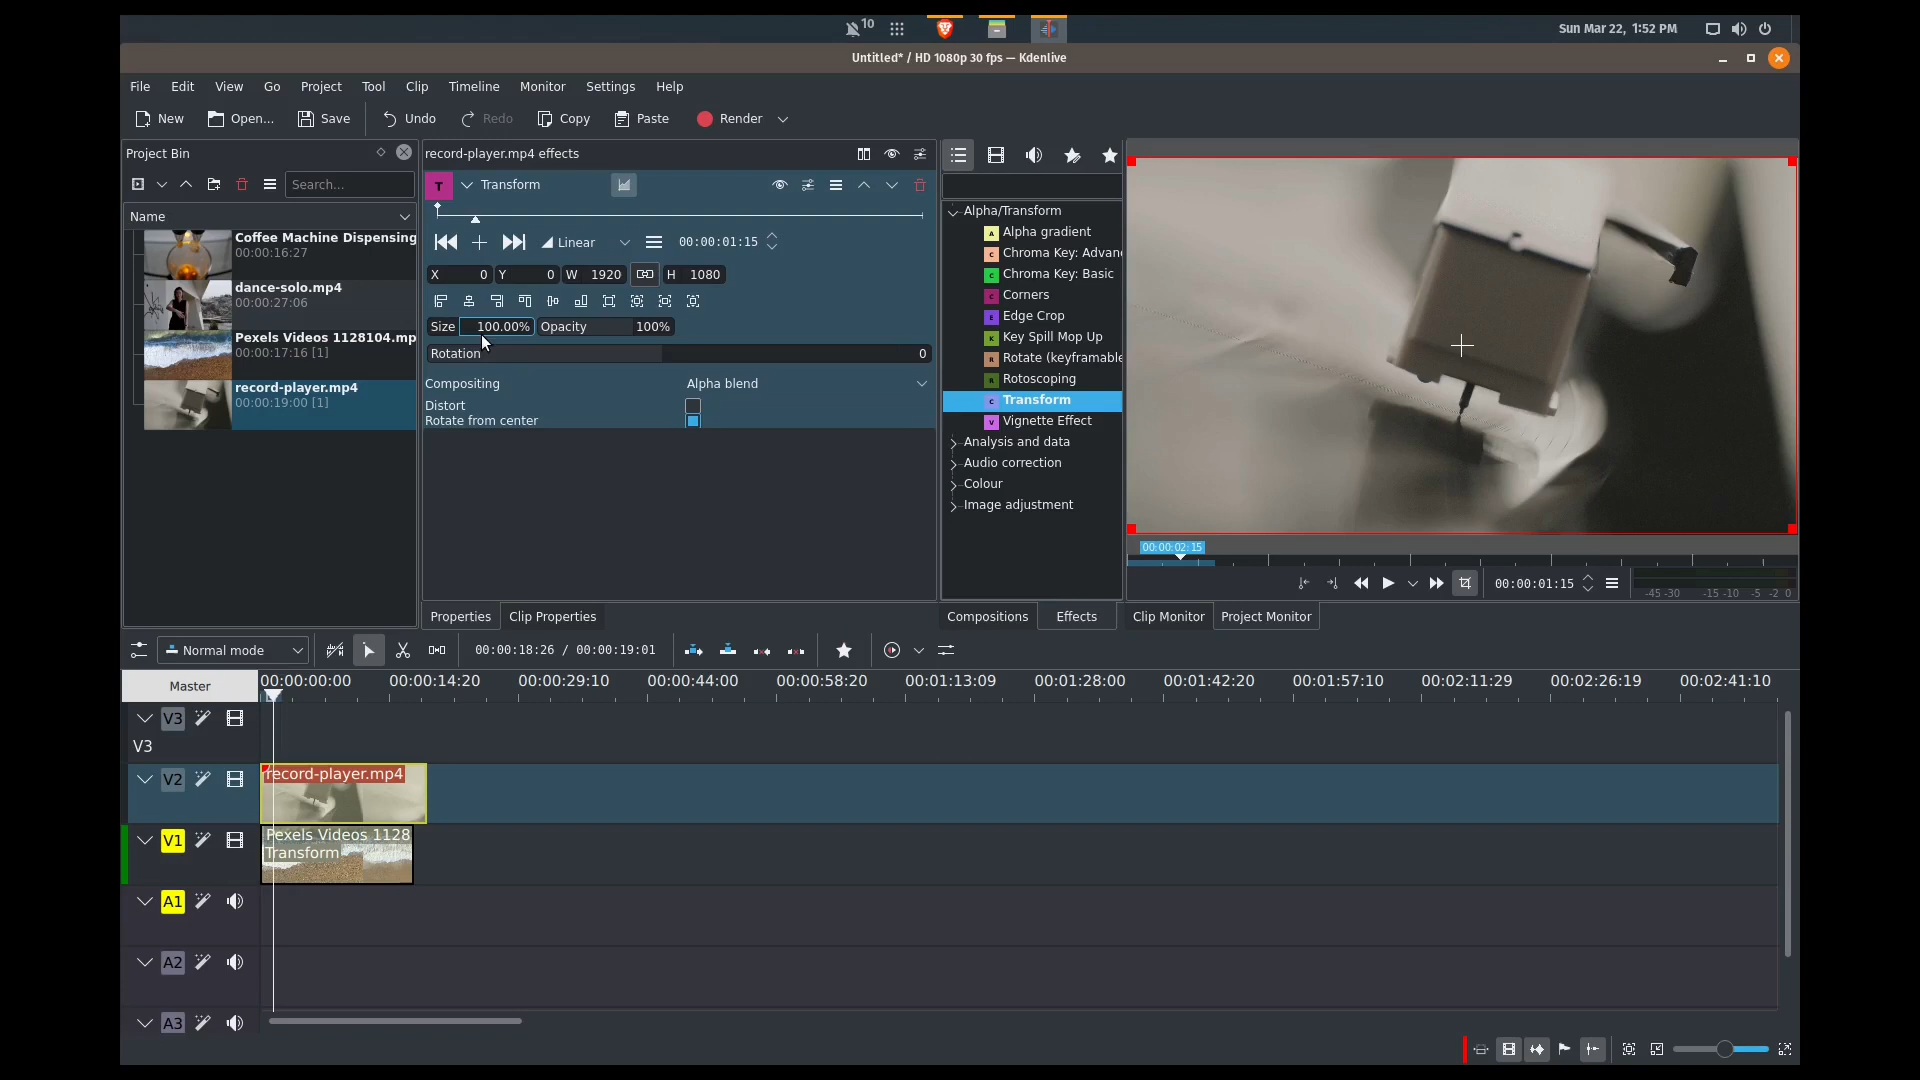 10
Sun Mar 22, 1:52 PM
Untitled* / HD 1080p 30 fps — Kdenlive
File Edit View Go Project Tool Clip Timeline Monitor Settings Help
New Open... Save Undo Redo Copy Paste Render
Project Bin
Search...
Name
Coffee Machine Dispensing
00:00:16:27
dance-solo.mp4
00:00:27:06
Pexels Videos 1128104.mp
00:00:17:16 [1]
record-player.mp4
00:00:19:00 [1]
record-player.mp4 effects
T Transform
Linear 00:00:01:15
X 0 Y 0 W 1920 H 1080
Size 100.00% Opacity 100%
Rotation 0
Compositing Alpha blend
Distort
Rotate from center
Properties Clip Properties
Alpha/Transform
A Alpha gradient
C Chroma Key: Advan
C Chroma Key: Basic
C Corners
E Edge Crop
K Key Spill Mop Up
R Rotate (keyframable
R Rotoscoping
C Transform
V Vignette Effect
Analysis and data
Audio correction
Colour
Image adjustment
Compositions Effects
00:00:02:15
00:00:01:15
-45 -30 -15 -10 -5 -2 0
Clip Monitor Project Monitor
Normal mode 00:00:18:26 / 00:00:19:01
Master 00:00:00:00 00:00:14:20 00:00:29:10 00:00:44:00 00:00:58:20 00:01:13:09 00:01:28:00 00:01:42:20 00:01:57:10 00:02:11:29 00:02:26:19 00:02:41:10
V3
V3
V2 record-player.mp4
V1 Pexels Videos 1128
Transform
A1
A2
A3